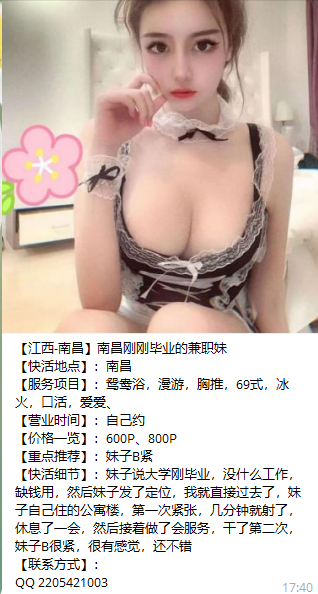 【江西-南昌】南昌刚刚毕业的兼职妹
【快活地点】：南昌
【服务项目】：鸳鸯浴，漫游，胸推，69式，冰
火，口活，爱爱、
【营业时间】：自己约
【价格一览】：600P、800P
【重点推荐】：妹子B紧
【快活细节】：妹子说大学刚毕业，没什么工作，
缺钱用，然后妹子发了定位，我就直接过去了，妹
子自己住的公寓楼，第一次紧张，几分钟就射了，
休息了一会，然后接着做了会服务，干了第二次，
妹子B很紧，很有感觉，还不错
【联系方式】：
QQ 2205421003
17:40